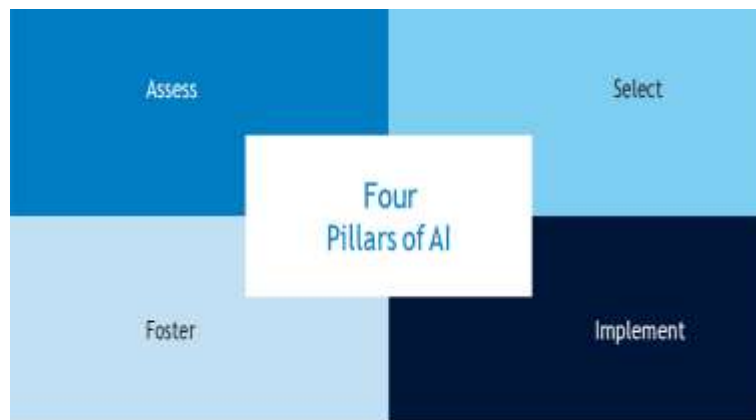 Assess
Select
Four
Pillars of AI
Foster
Implement